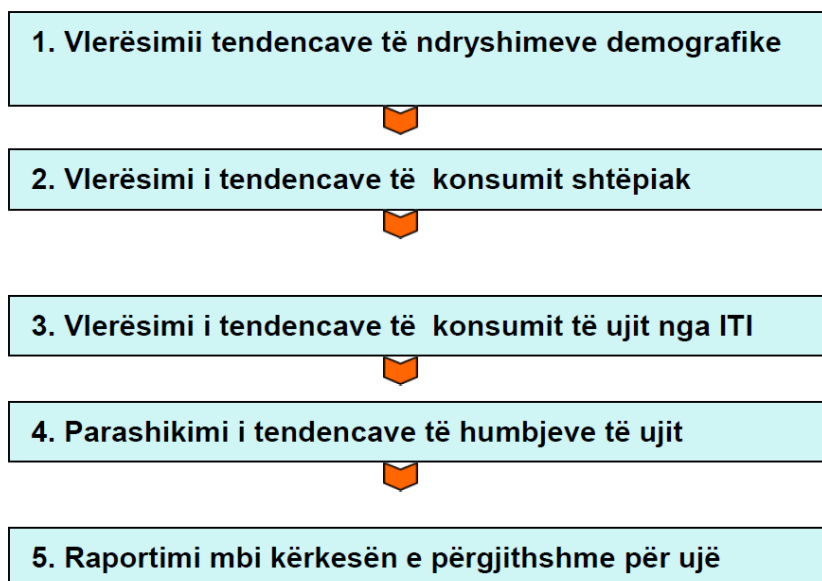 1. Vlerësimii tendencave të ndryshimeve demografike
2. Vlerësimi i tendencave të  konsumit shtëpiak
3. Vlerësimi i tendencave të  konsumit të ujit nga ITI
4. Parashikimi i tendencave të humbjeve të ujit
5. Raportimi mbi kërkesën e përgjithshme për ujë